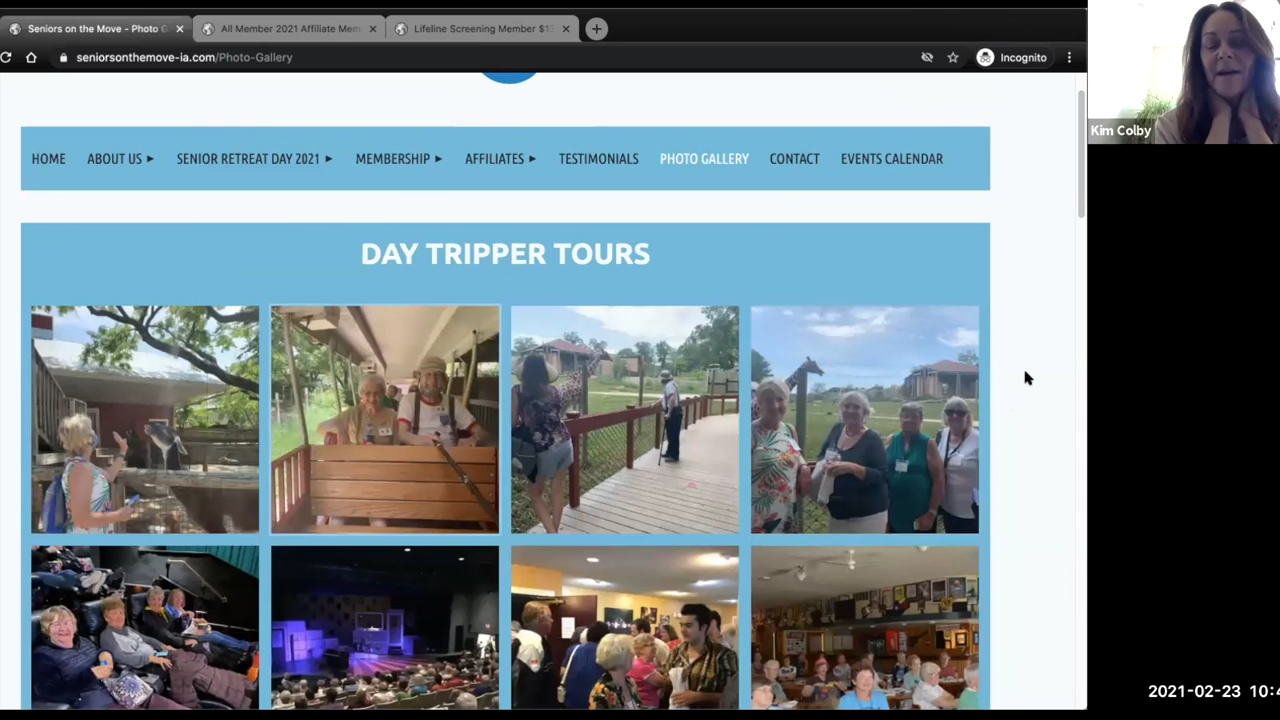 Seniors on the Move - Photo G
All Member 2021 Affiliate Mem
Lifeline Screening Member $13
seniorsonthemove-ia.com/Photo-Gallery
Incognito
Kim Colby
HOME ABOUT US SENIOR RETREAT DAY 2021 MEMBERSHIP AFFILIATES TESTIMONIALS PHOTO GALLERY CONTACT EVENTS CALENDAR
DAY TRIPPER TOURS
2021-02-23 10:4